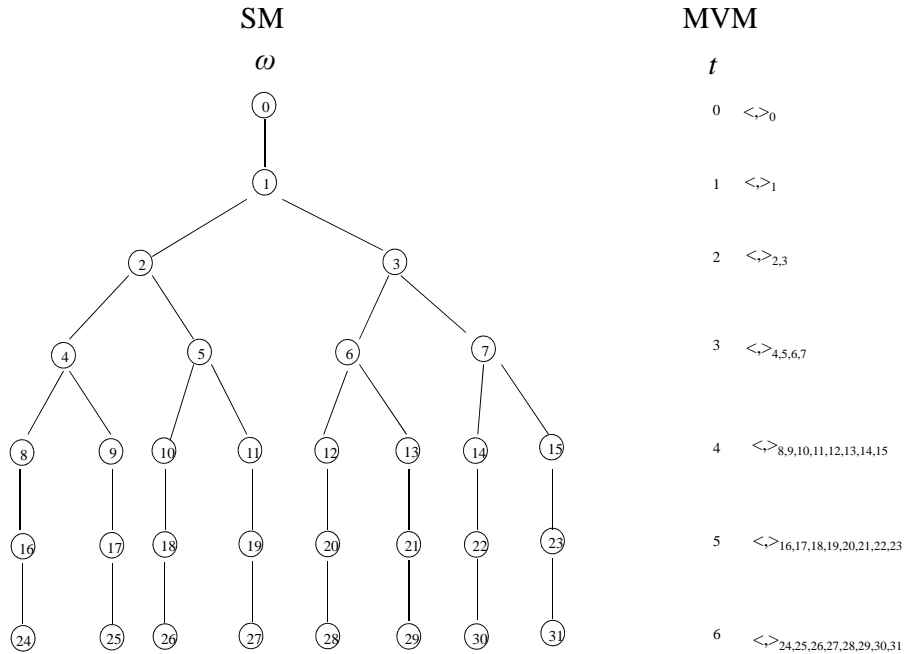 SM MVM
ω t
0 0 <,>0
1 1 <,>1
2 3 2 <,>2,3
4 5 6 7 3 <,>4,5,6,7
8 9 10 11 12 13 14 15 4 <,>8,9,10,11,12,13,14,15
16 17 18 19 20 21 22 23 5 <,>16,17,18,19,20,21,22,23
24 25 26 27 28 29 30 31 6 <,>24,25,26,27,28,29,30,31